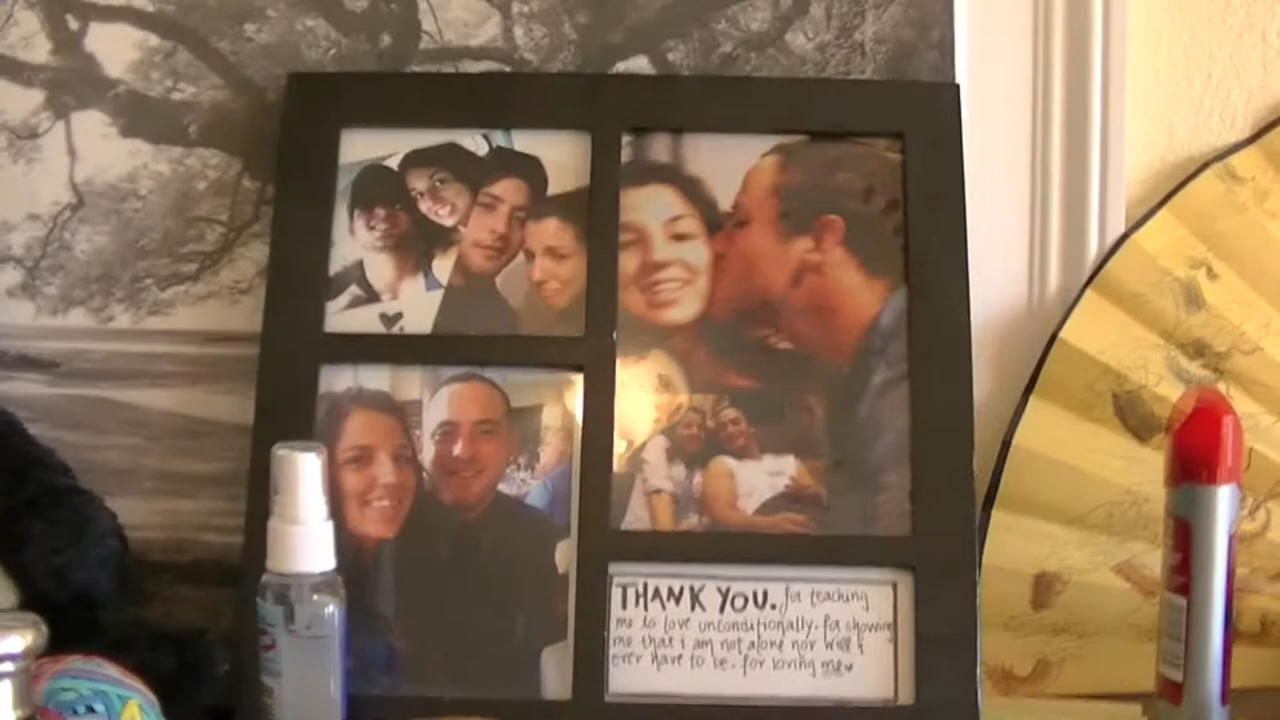 THANK YOU. for teaching
me to love unconditionally. for showing
me that i am not alone nor will i
ever have to be. for loving me